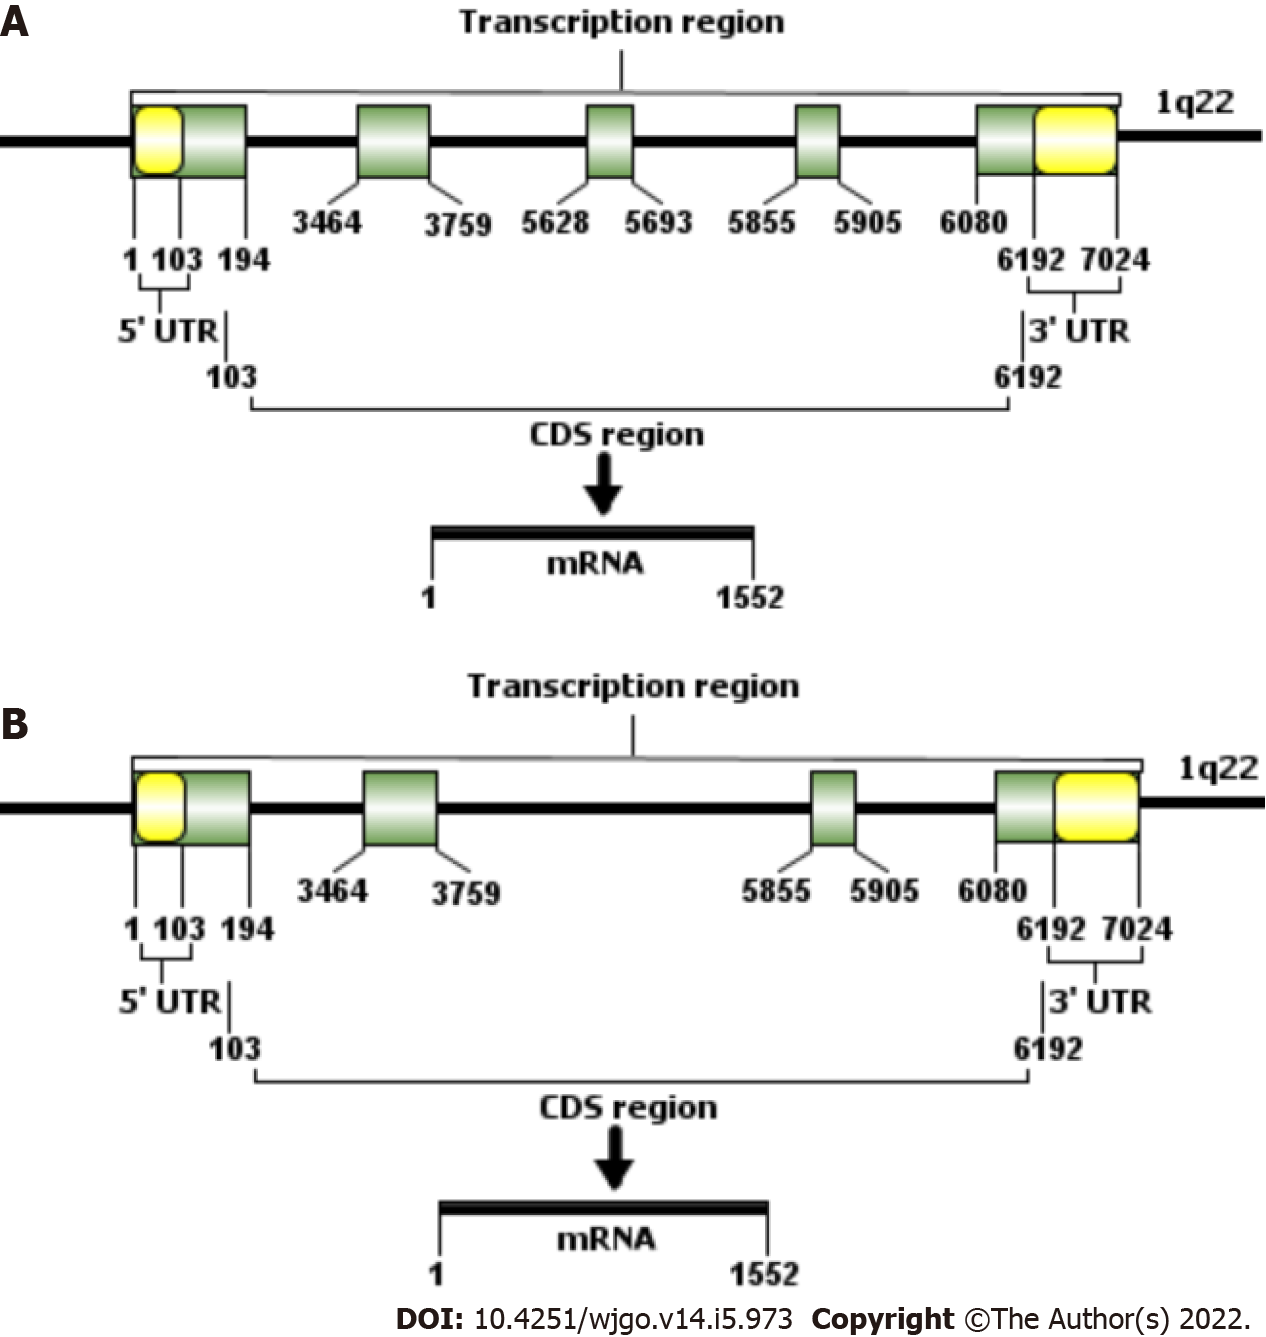 A
Transcription region
1q22
3464 3759 5628 5693 5855 5905 6080
1 103 194 6192 7024
5' UTR 3' UTR
103 6192
CDS region
mRNA
1 1552
Transcription region
B
1q22
3464 3759 5855 5905 6080
1 103 194 6192 7024
5' UTR 3' UTR
103 6192
CDS region
mRNA
1 1552
DOI: 10.4251/wjgo.v14.i5.973 Copyright ©The Author(s) 2022.